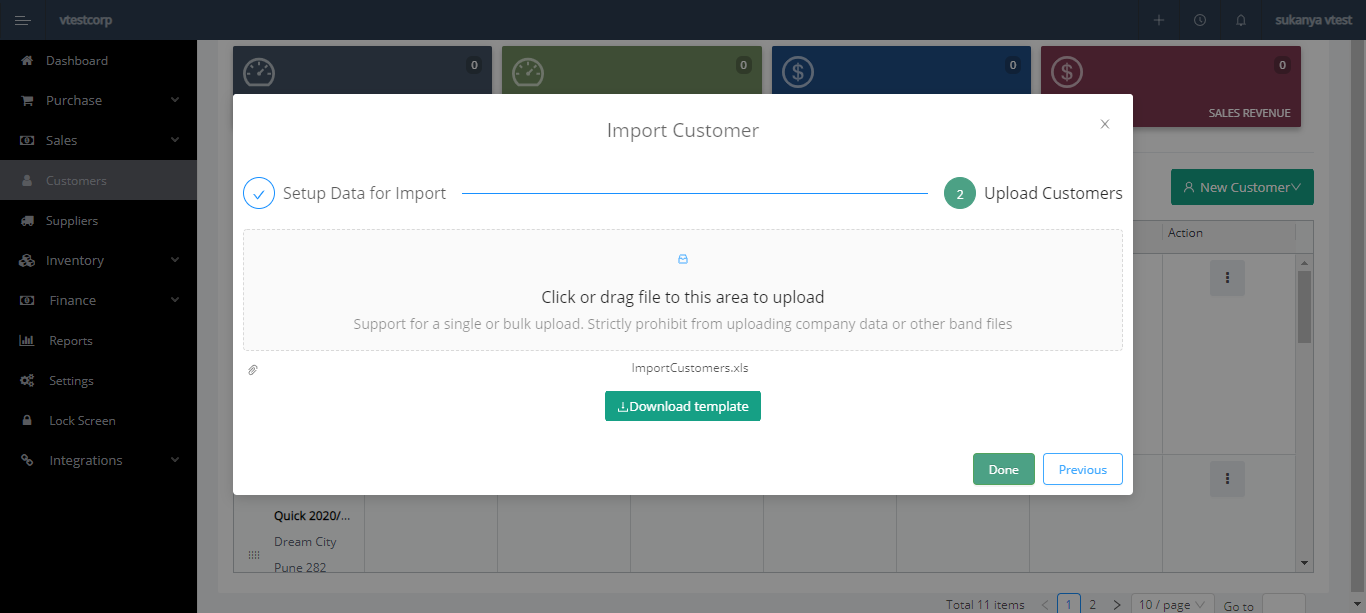 vtestcorp
sukanya vtest
Dashboard
Purchase
Sales
Customers
Suppliers
Inventory
Finance
Reports
Settings
Lock Screen
Integrations
0
0
0
0
SALES REVENUE
Import Customer
Setup Data for Import
2 Upload Customers
New Customer
Action
Click or drag file to this area to upload
Support for a single or bulk upload. Strictly prohibit from uploading company data or other band files
ImportCustomers.xls
Download template
Done
Previous
Quick 2020/...
Dream City
Pune 282
Total 11 items < 1 2 > 10 / page Go to